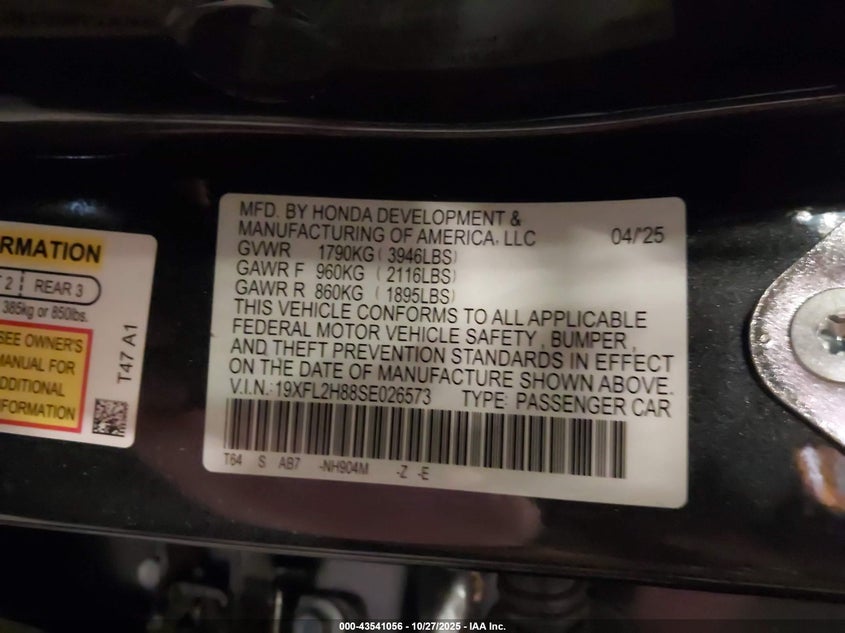 RMATION
2 REAR 3
385kg or 850lbs.
SEE OWNER'S
MANUAL FOR
ADDITIONAL
INFORMATION
T47 A1
MFD. BY HONDA DEVELOPMENT &
MANUFACTURING OF AMERICA, LLC 04/'25
GVWR 1790KG ( 3946LBS)
GAWR F 960KG ( 2116LBS)
GAWR R 860KG ( 1895LBS)
THIS VEHICLE CONFORMS TO ALL APPLICABLE
FEDERAL MOTOR VEHICLE SAFETY, BUMPER,
AND THEFT PREVENTION STANDARDS IN EFFECT
ON THE DATE OF MANUFACTURE SHOWN ABOVE.
V.I.N.: 19XFL2H88SE026573 TYPE: PASSENGER CAR
T64 S AB7 -NH904M -Z -E
000-43541056 - 10/27/2025 - IAA Inc.